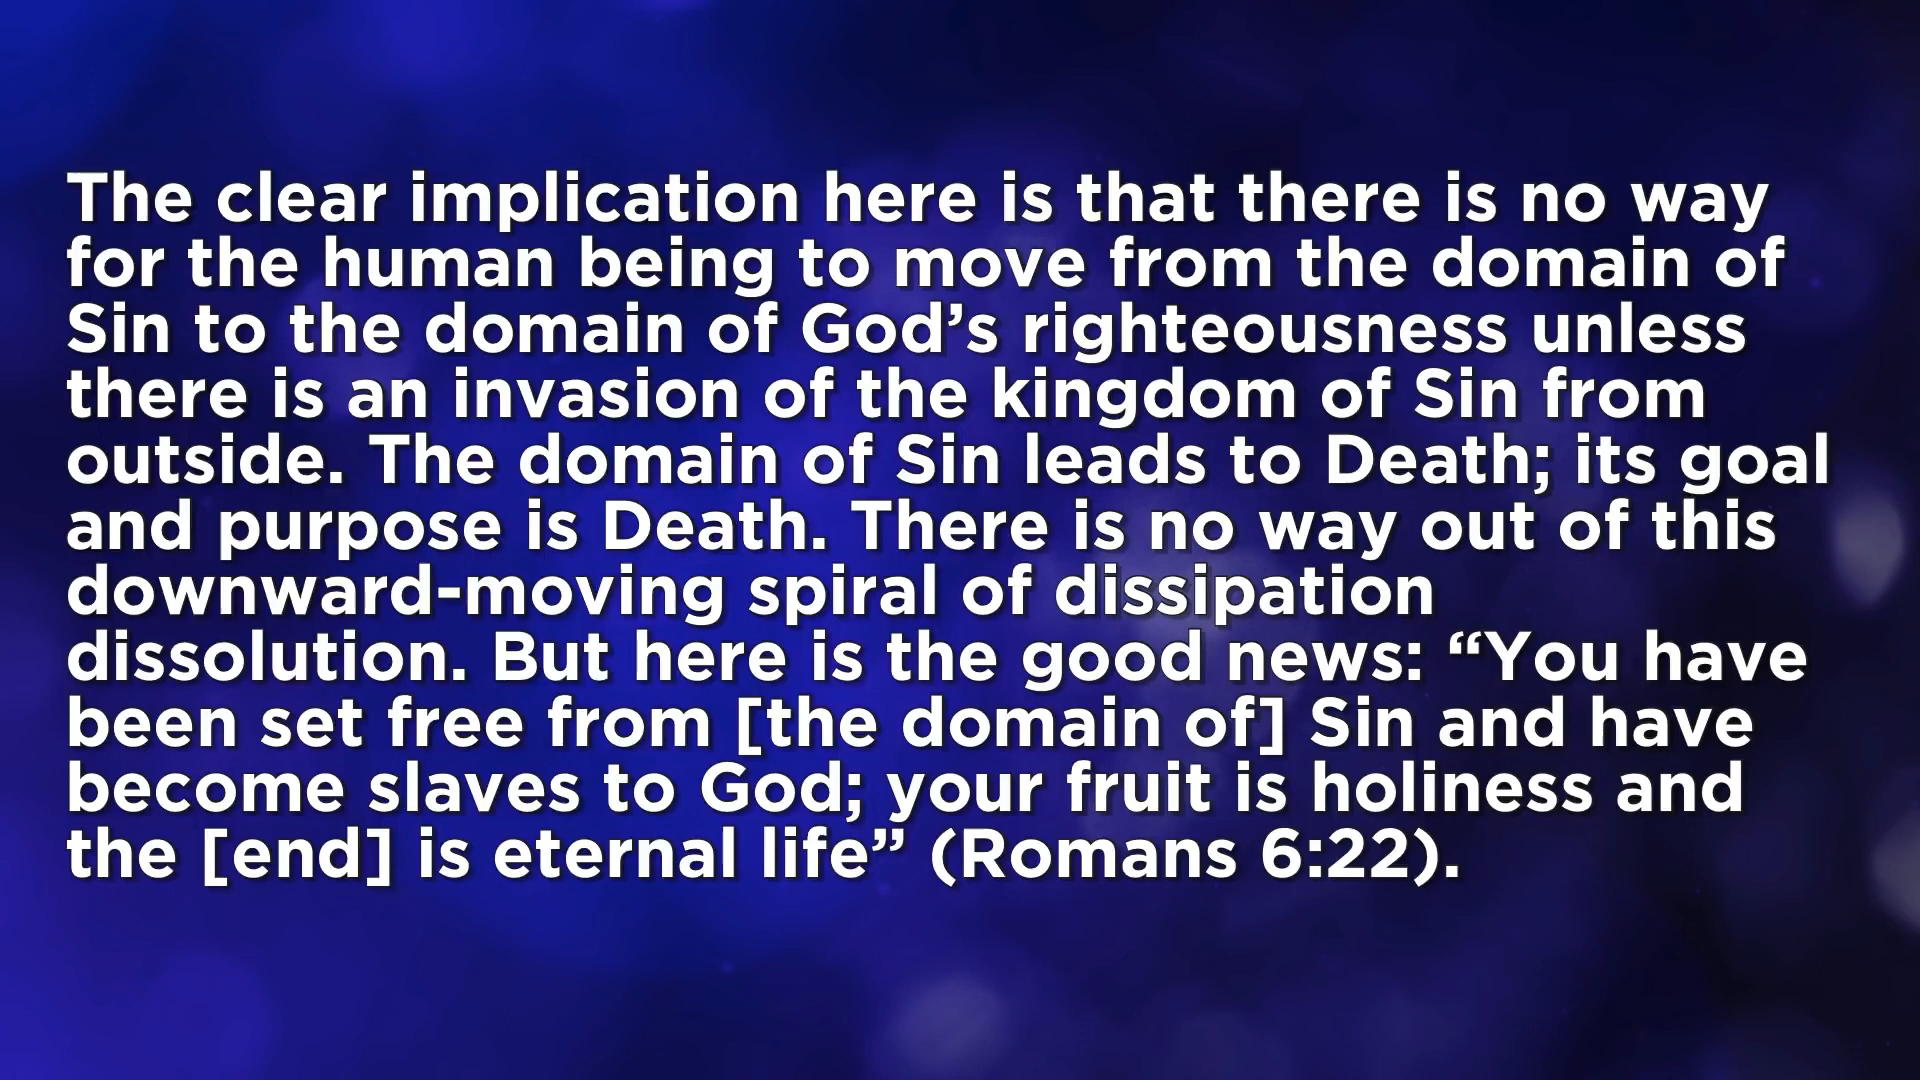 The clear implication here is that there is no way
for the human being to move from the domain of
Sin to the domain of God’s righteousness unless
there is an invasion of the kingdom of Sin from
outside. The domain of Sin leads to Death; its goal
and purpose is Death. There is no way out of this
downward-moving spiral of dissipation
dissolution. But here is the good news: “You have
been set free from [the domain of] Sin and have
become slaves to God; your fruit is holiness and
the [end] is eternal life” (Romans 6:22).